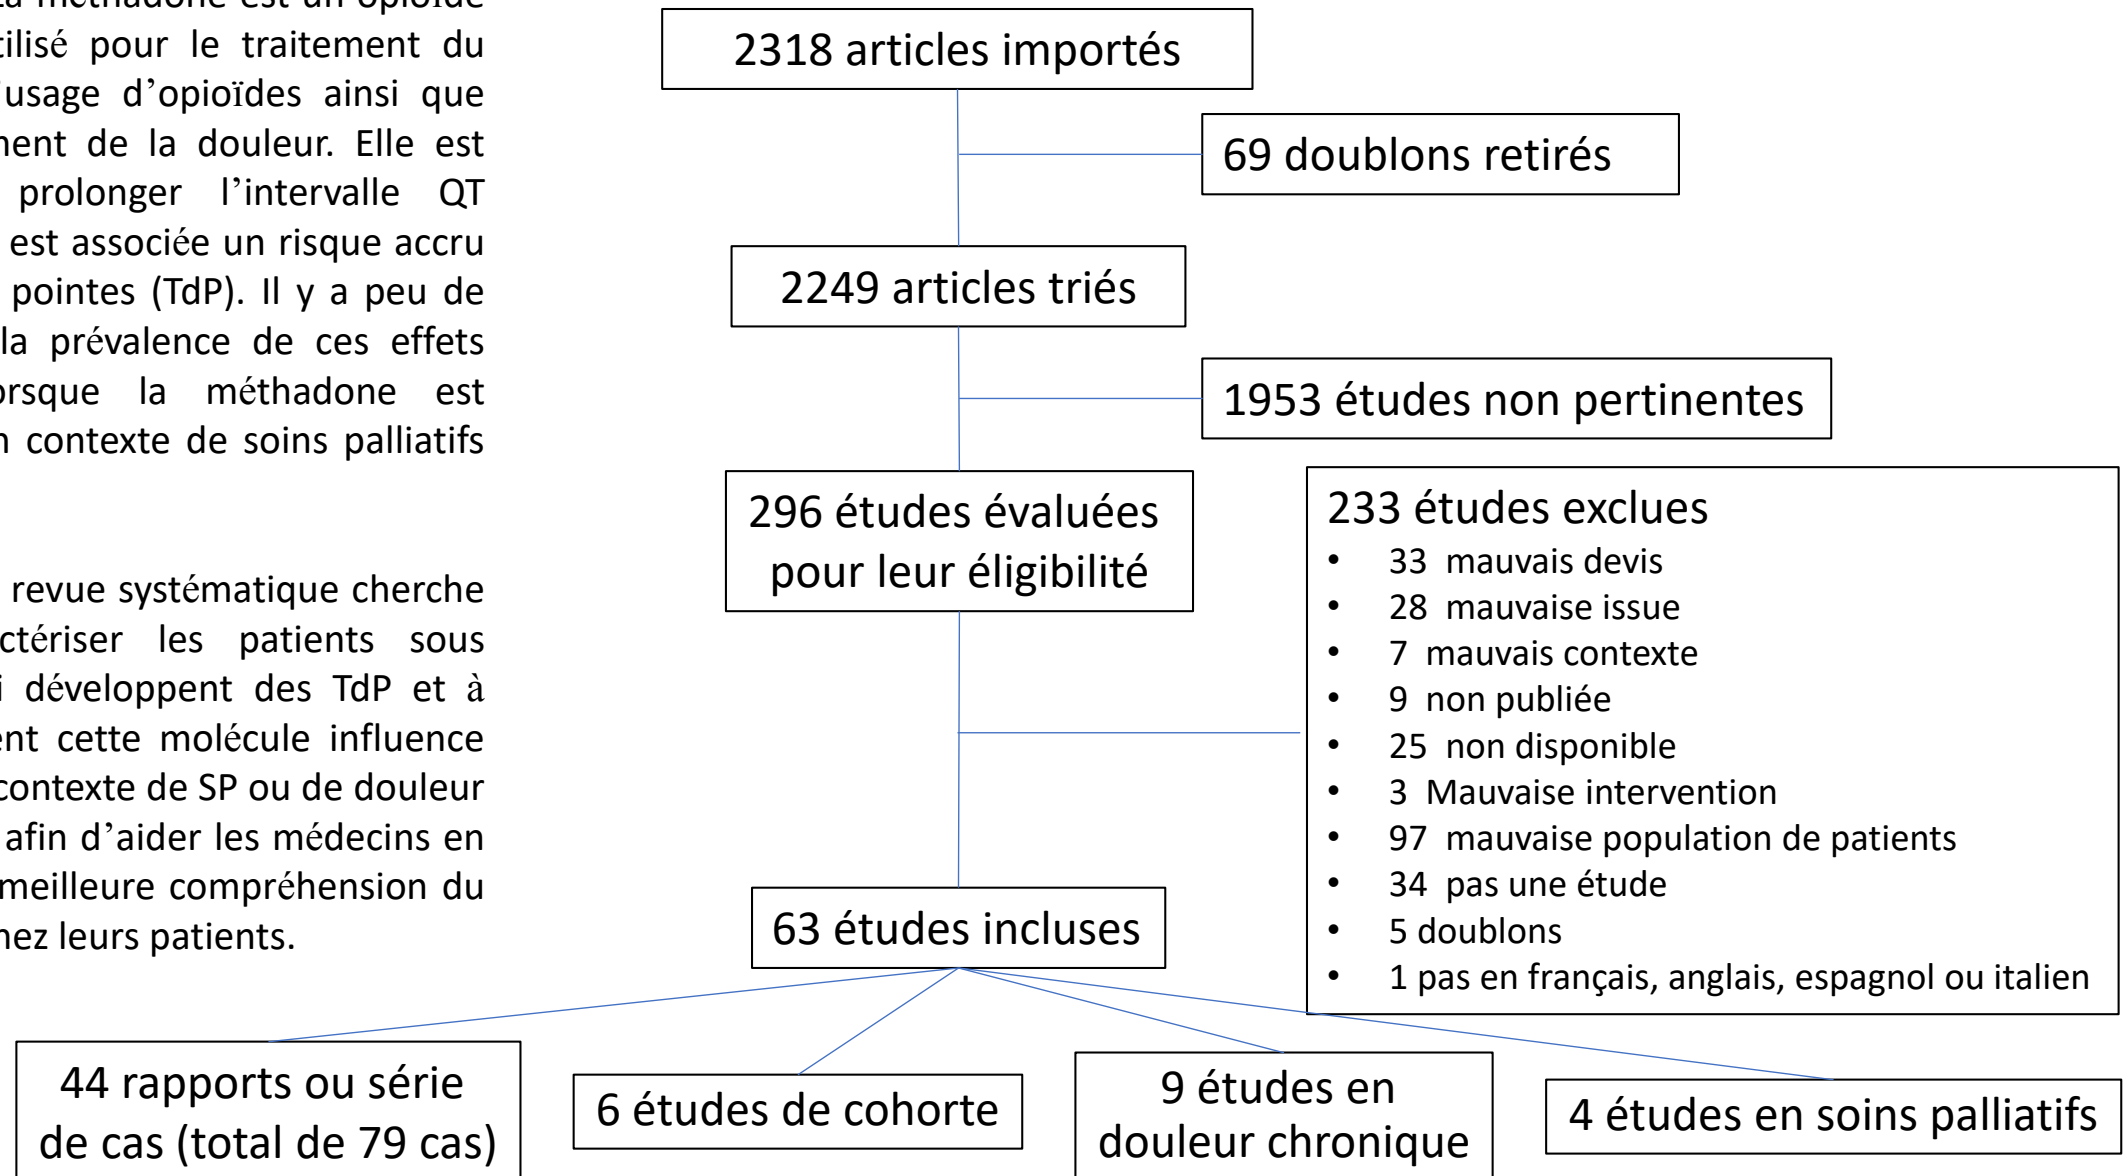 La méthadone est un opioïde
utilisé pour le traitement du
'usage d'opioïdes ainsi que
ment de la douleur. Elle est
prolonger l'intervalle QT
est associée un risque accru
pointes (TdP). Il y a peu de
la prévalence de ces effets
orsque la méthadone est
n contexte de soins palliatifs
revue systématique cherche
ctériser les patients sous
i développent des TdP et à
ent cette molécule influence
contexte de SP ou de douleur
afin d'aider les médecins en
meilleure compréhension du
hez leurs patients.
2318 articles importés
69 doublons retirés
2249 articles triés
1953 études non pertinentes
296 études évaluées
pour leur éligibilité
233 études exclues
• 33 mauvais devis
• 28 mauvaise issue
• 7 mauvais contexte
• 9 non publiée
• 25 non disponible
• 3 Mauvaise intervention
• 97 mauvaise population de patients
• 34 pas une étude
• 5 doublons
• 1 pas en français, anglais, espagnol ou italien
63 études incluses
44 rapports ou série
de cas (total de 79 cas)
6 études de cohorte
9 études en
douleur chronique
4 études en soins palliatifs